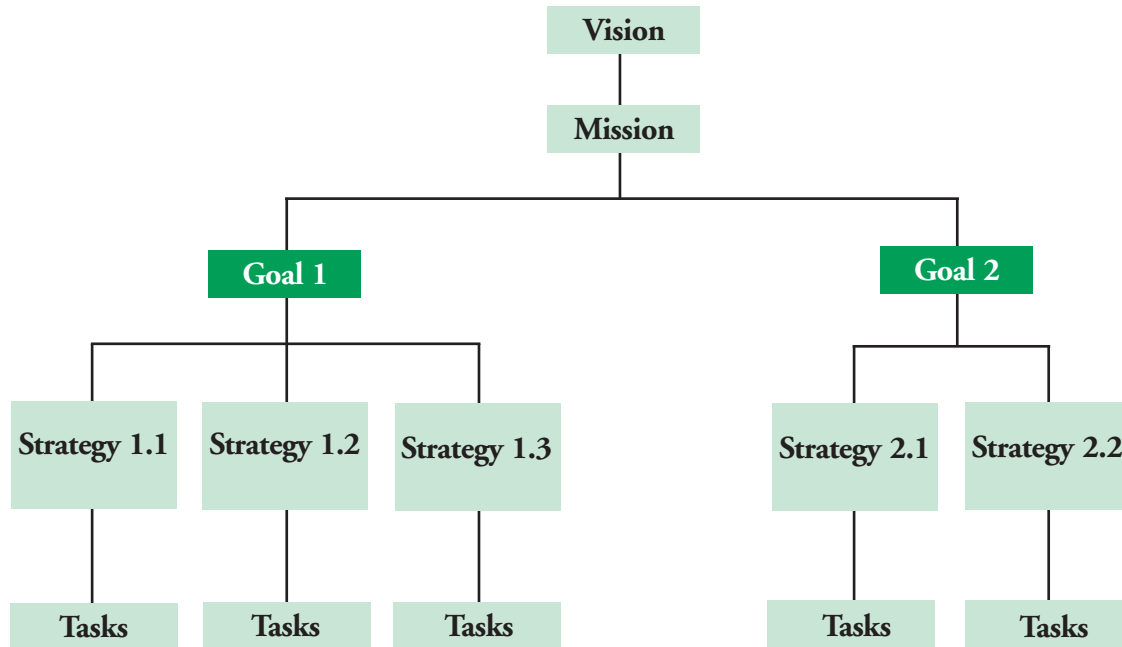 Vision
Mission
Goal 1
Goal 2
Strategy 1.1
Strategy 1.2
Strategy 1.3
Strategy 2.1
Strategy 2.2
Tasks
Tasks
Tasks
Tasks
Tasks